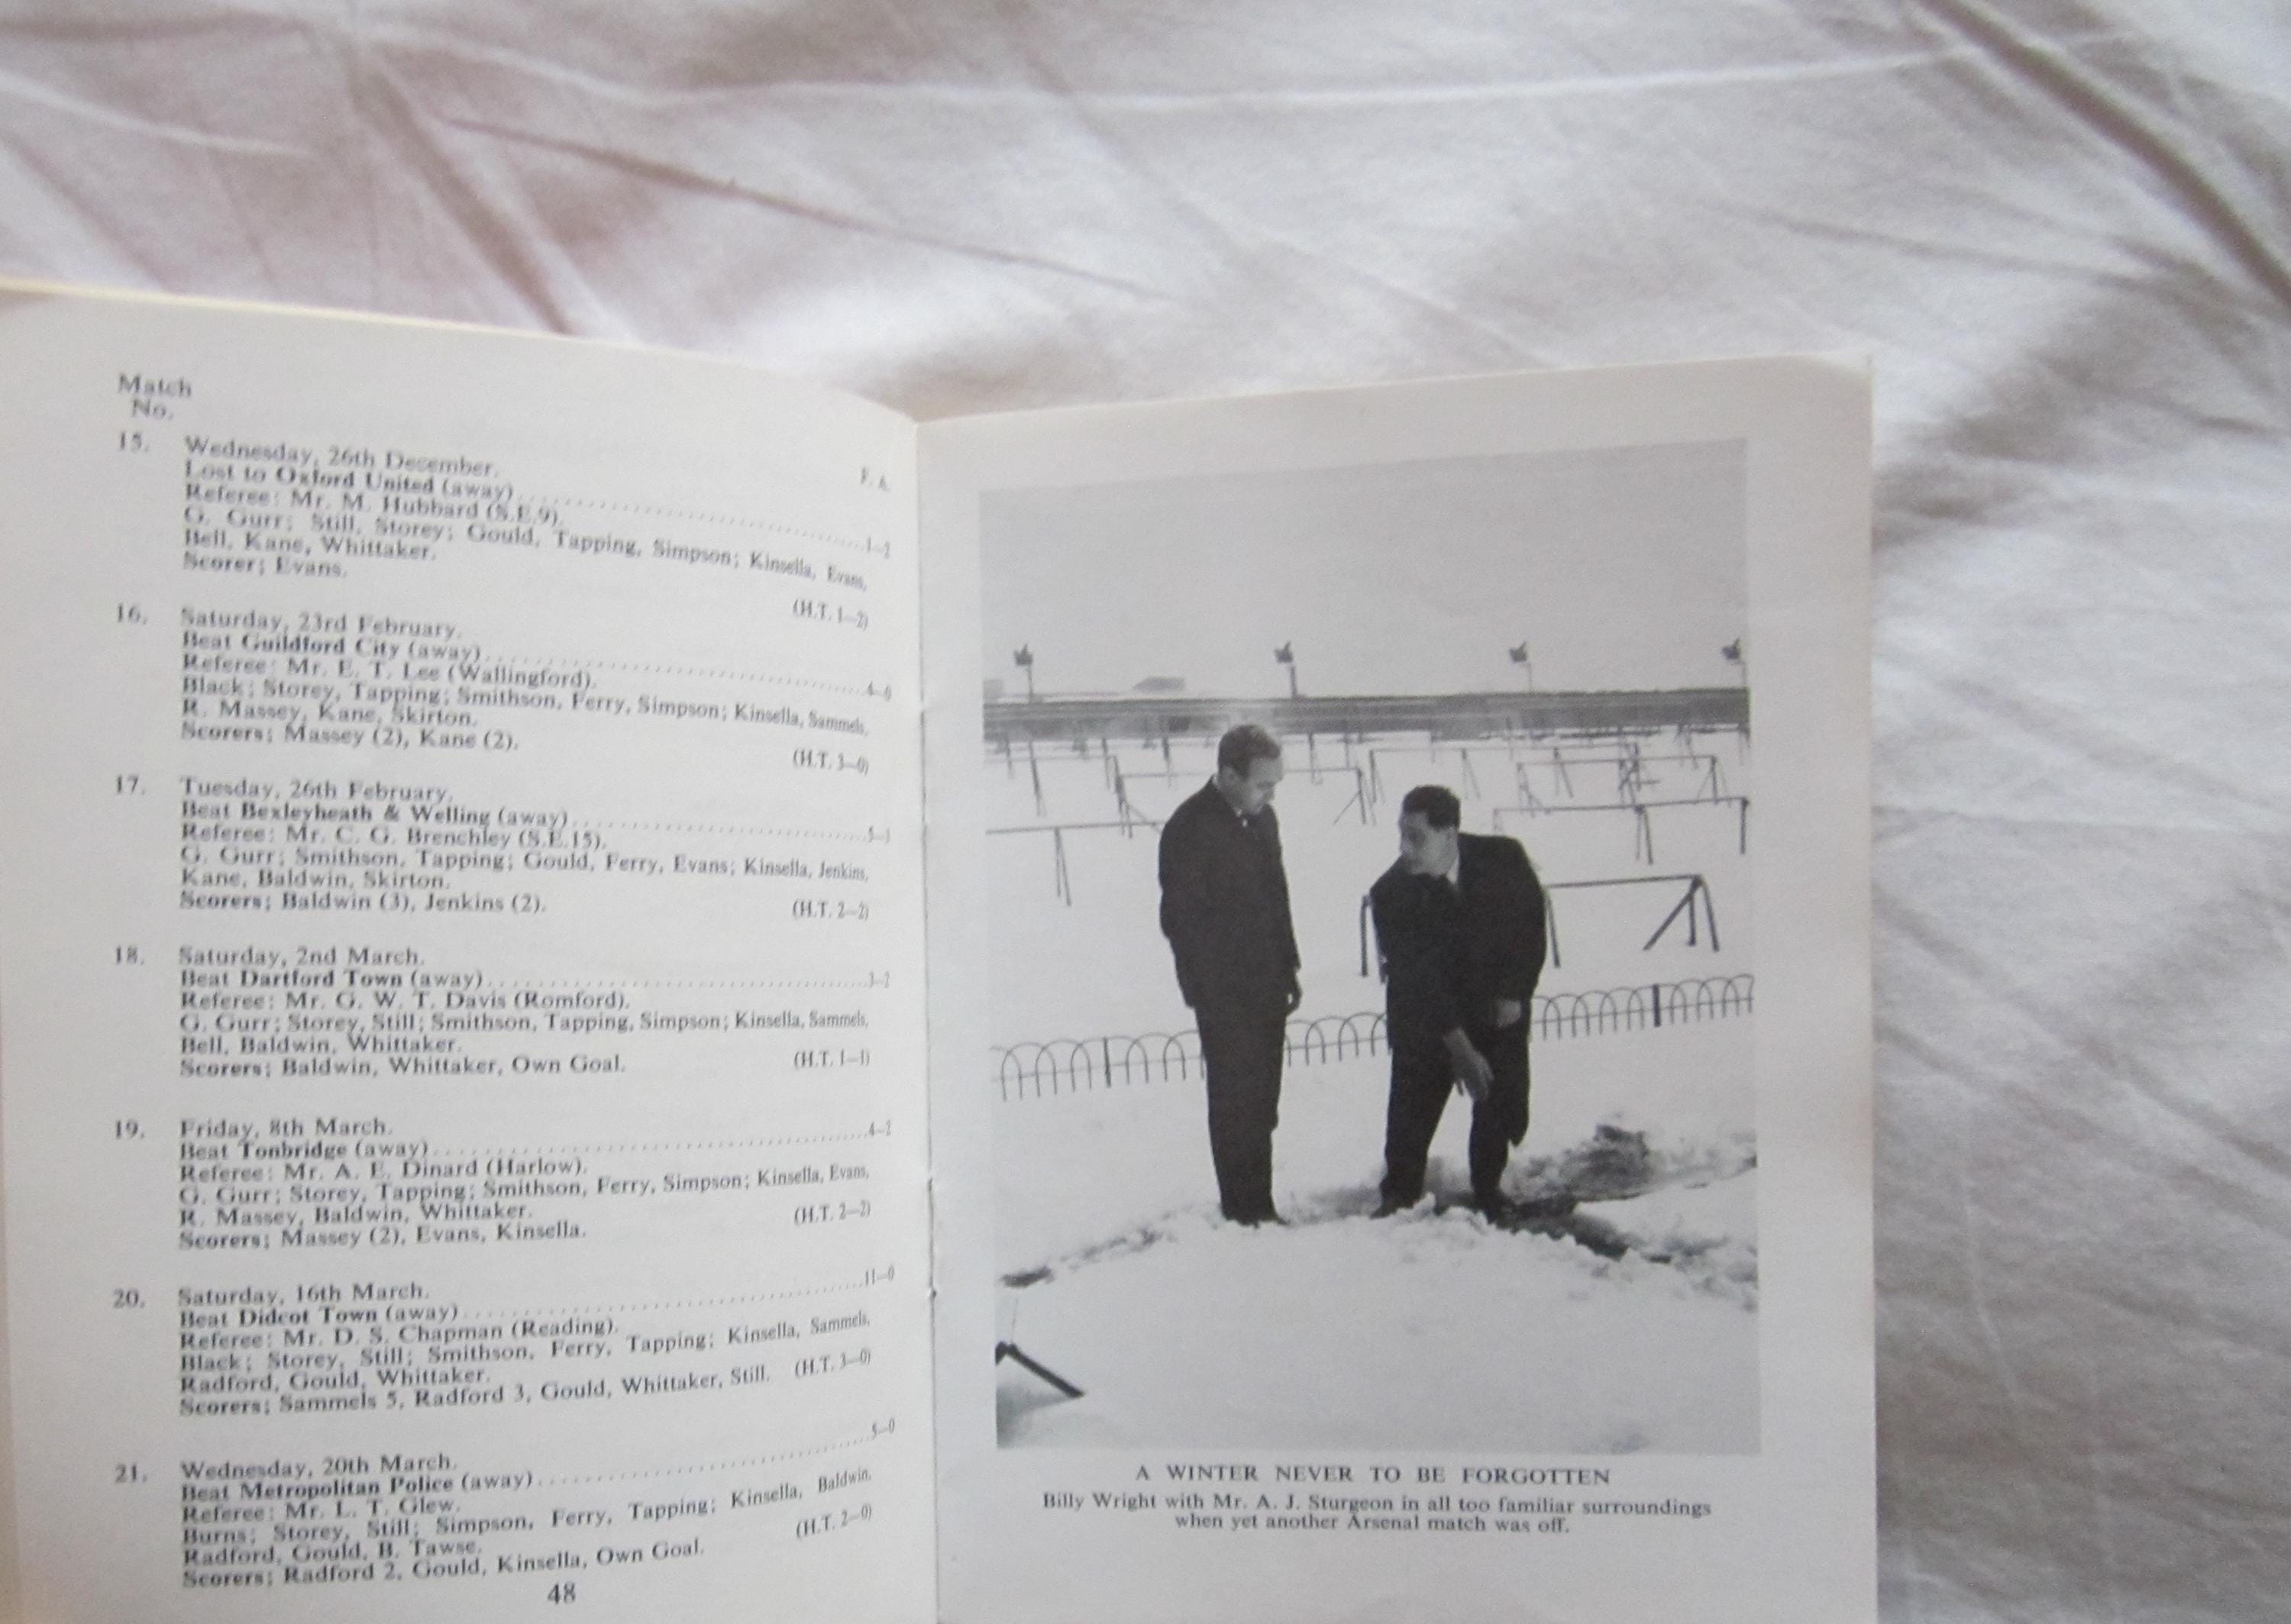 Match
No.
F. A.
15. Wednesday, 26th December.
Lost to Oxford United (away) ........ 1—2
Referee: Mr. M. Hubbard (S.E.9).
G. Gurr; Still, Storey; Gould, Tapping, Simpson; Kinsella, Evans,
Bell, Kane, Whittaker.
Scorer; Evans. (H.T. 1—2)
16. Saturday, 23rd February.
Beat Guildford City (away) ........
Referee: Mr. E. T. Lee (Wallingford).
Black; Storey, Tapping; Smithson, Ferry, Simpson; Kinsella, Sammels,
R. Massey, Kane, Skirton.
Scorers; Massey (2), Kane (2). (H.T. 3—0)
17. Tuesday, 26th February.
Beat Bexleyheath & Welling (away) ........ 5—3
Referee: Mr. C. G. Brenchley (S.E.15).
G. Gurr; Smithson, Tapping; Gould, Ferry, Evans; Kinsella, Jenkins,
Kane, Baldwin, Skirton.
Scorers; Baldwin (3), Jenkins (2). (H.T. 2—2)
18. Saturday, 2nd March.
Beat Dartford Town (away) ........ 3—2
Referee: Mr. G. W. T. Davis (Romford).
G. Gurr; Storey, Still; Smithson, Tapping, Simpson; Kinsella, Sammels,
Bell, Baldwin, Whittaker.
Scorers; Baldwin, Whittaker, Own Goal. (H.T. 1—1)
19. Friday, 8th March.
Beat Tonbridge (away) ........ 4—2
Referee: Mr. A. E. Dinard (Harlow).
G. Gurr; Storey, Tapping; Smithson, Ferry, Simpson; Kinsella, Evans,
R. Massey, Baldwin, Whittaker.
Scorers; Massey (2), Evans, Kinsella. (H.T. 2—2)
20. Saturday, 16th March.
Beat Didcot Town (away) ........ 11—0
Referee: Mr. D. S. Chapman (Reading).
Black; Storey, Still; Smithson, Ferry, Tapping; Kinsella, Sammels,
Radford, Gould, Whittaker.
Scorers; Sammels 5, Radford 3, Gould, Whittaker, Still. (H.T. 3—0)
21. Wednesday, 20th March.
Beat Metropolitan Police (away) ........ 5—0
Referee: Mr. L. T. Glew.
Burns; Storey, Still; Simpson, Ferry, Tapping; Kinsella, Baldwin,
Radford, Gould, B. Tawse.
Scorers; Radford 2, Gould, Kinsella, Own Goal. (H.T. 2—0)
48
A WINTER NEVER TO BE FORGOTTEN
Billy Wright with Mr. A. J. Sturgeon in all too familiar surroundings
when yet another Arsenal match was off.